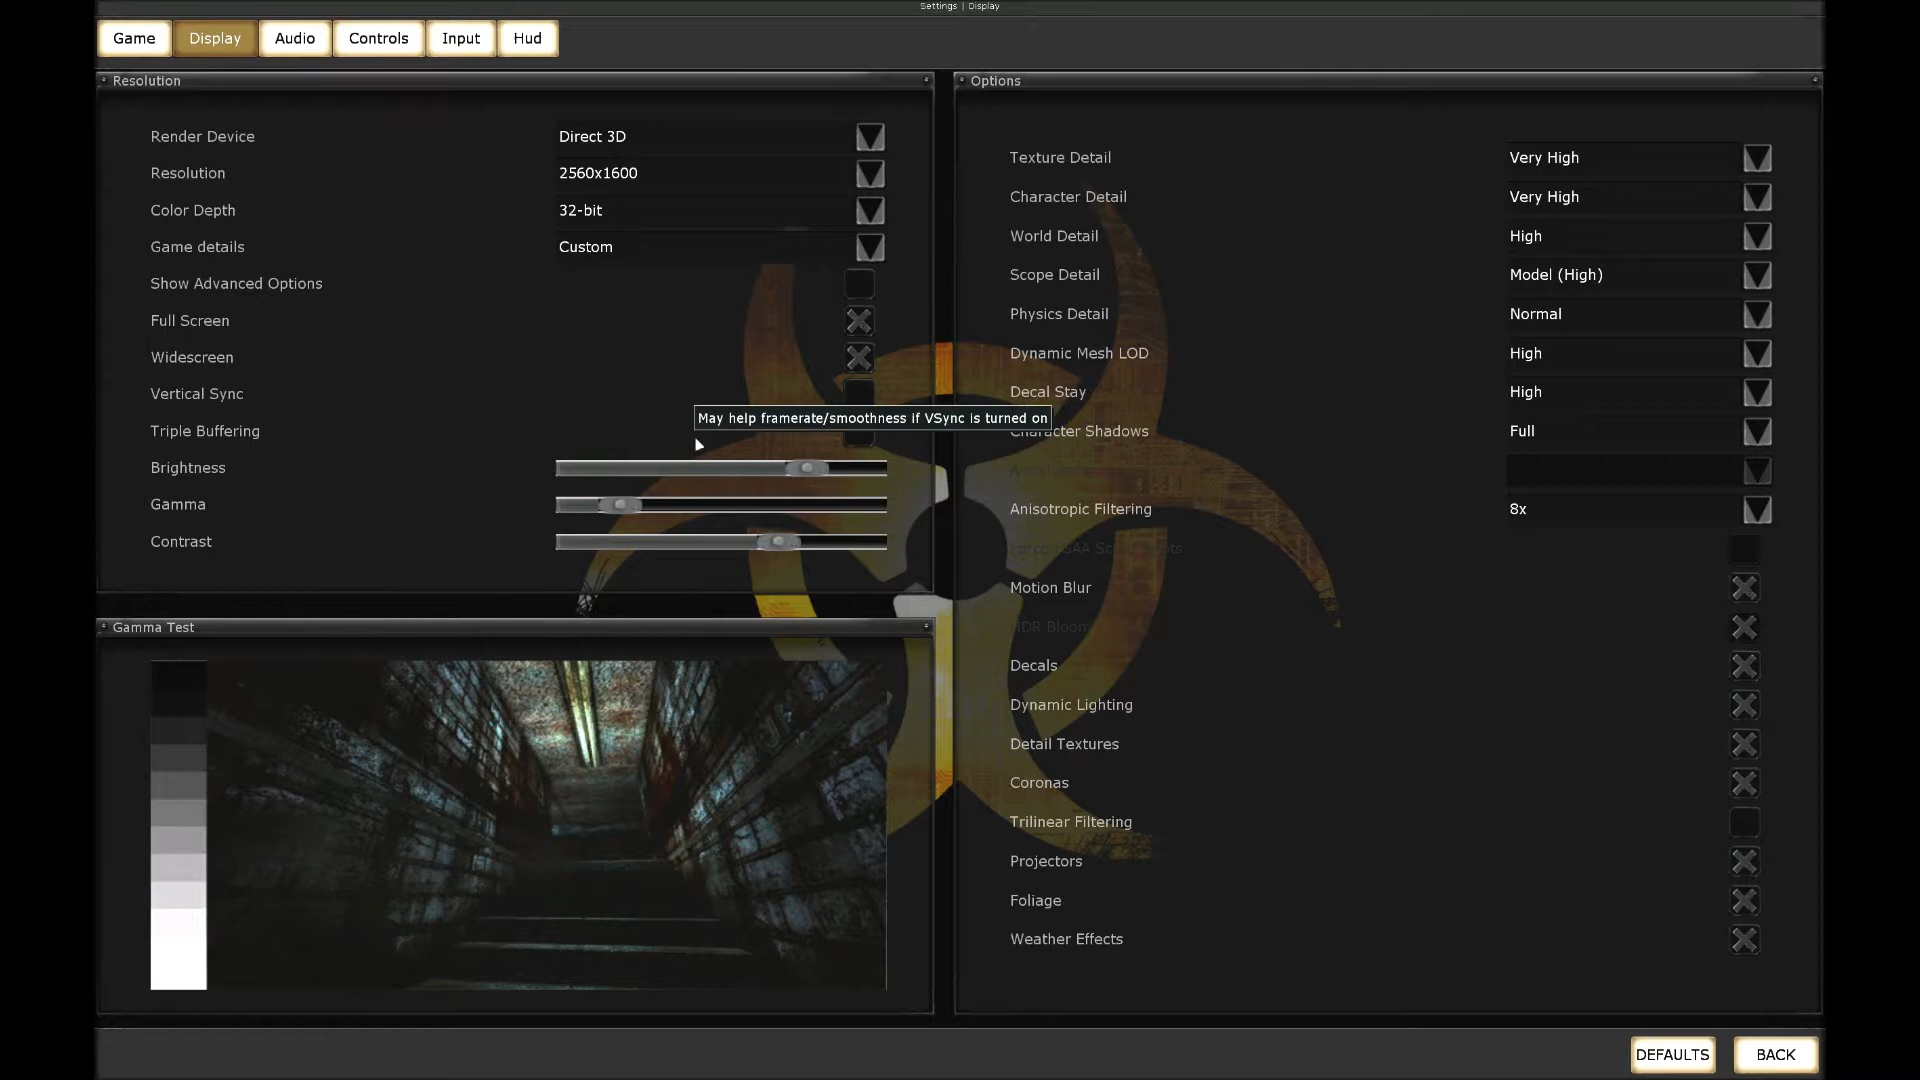 Settings | Display
Game Display Audio Controls Input Hud
Resolution
Render Device Direct 3D
Resolution 2560x1600
Color Depth 32-bit
Game details Custom
Show Advanced Options
Full Screen
Widescreen
Vertical Sync
May help framerate/smoothness if VSync is turned on
Triple Buffering
Brightness
Gamma
Contrast
Gamma Test
Options
Texture Detail Very High
Character Detail Very High
World Detail High
Scope Detail Model (High)
Physics Detail Normal
Dynamic Mesh LOD High
Decal Stay High
Character Shadows Full
Anisotropic Filtering 8x
Motion Blur
HDR Bloom
Decals
Dynamic Lighting
Detail Textures
Coronas
Trilinear Filtering
Projectors
Foliage
Weather Effects
DEFAULTS BACK